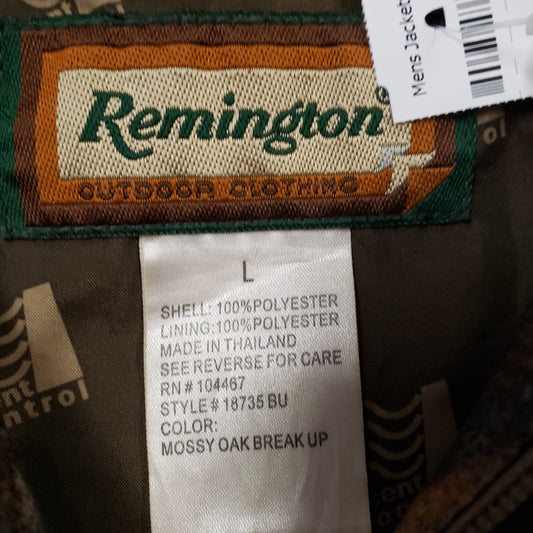 Mens Jacket
Remington®
OUTDOOR CLOTHING
L
SHELL: 100%POLYESTER
LINING:100%POLYESTER
MADE IN THAILAND
SEE REVERSE FOR CARE
RN # 104467
STYLE# 18735 BU
COLOR:
MOSSY OAK BREAK UP